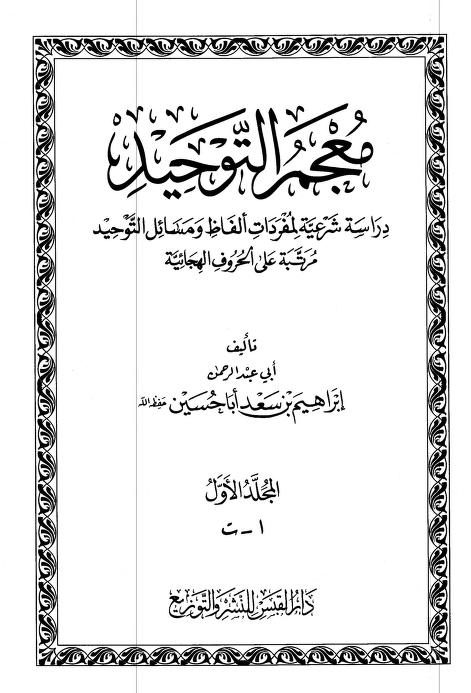 معجم التوحيد
دراسة شرعية لمفردات ألفاظ ومسائل التوحيد
مرتبة على الحروف الهجائية
تأليف
أبي عبد الرحمن
إبراهيم بن سعد أبا حسين حفظه الله
المجلد الأول
ا - ت
دار القبس للنشر والتوزيع